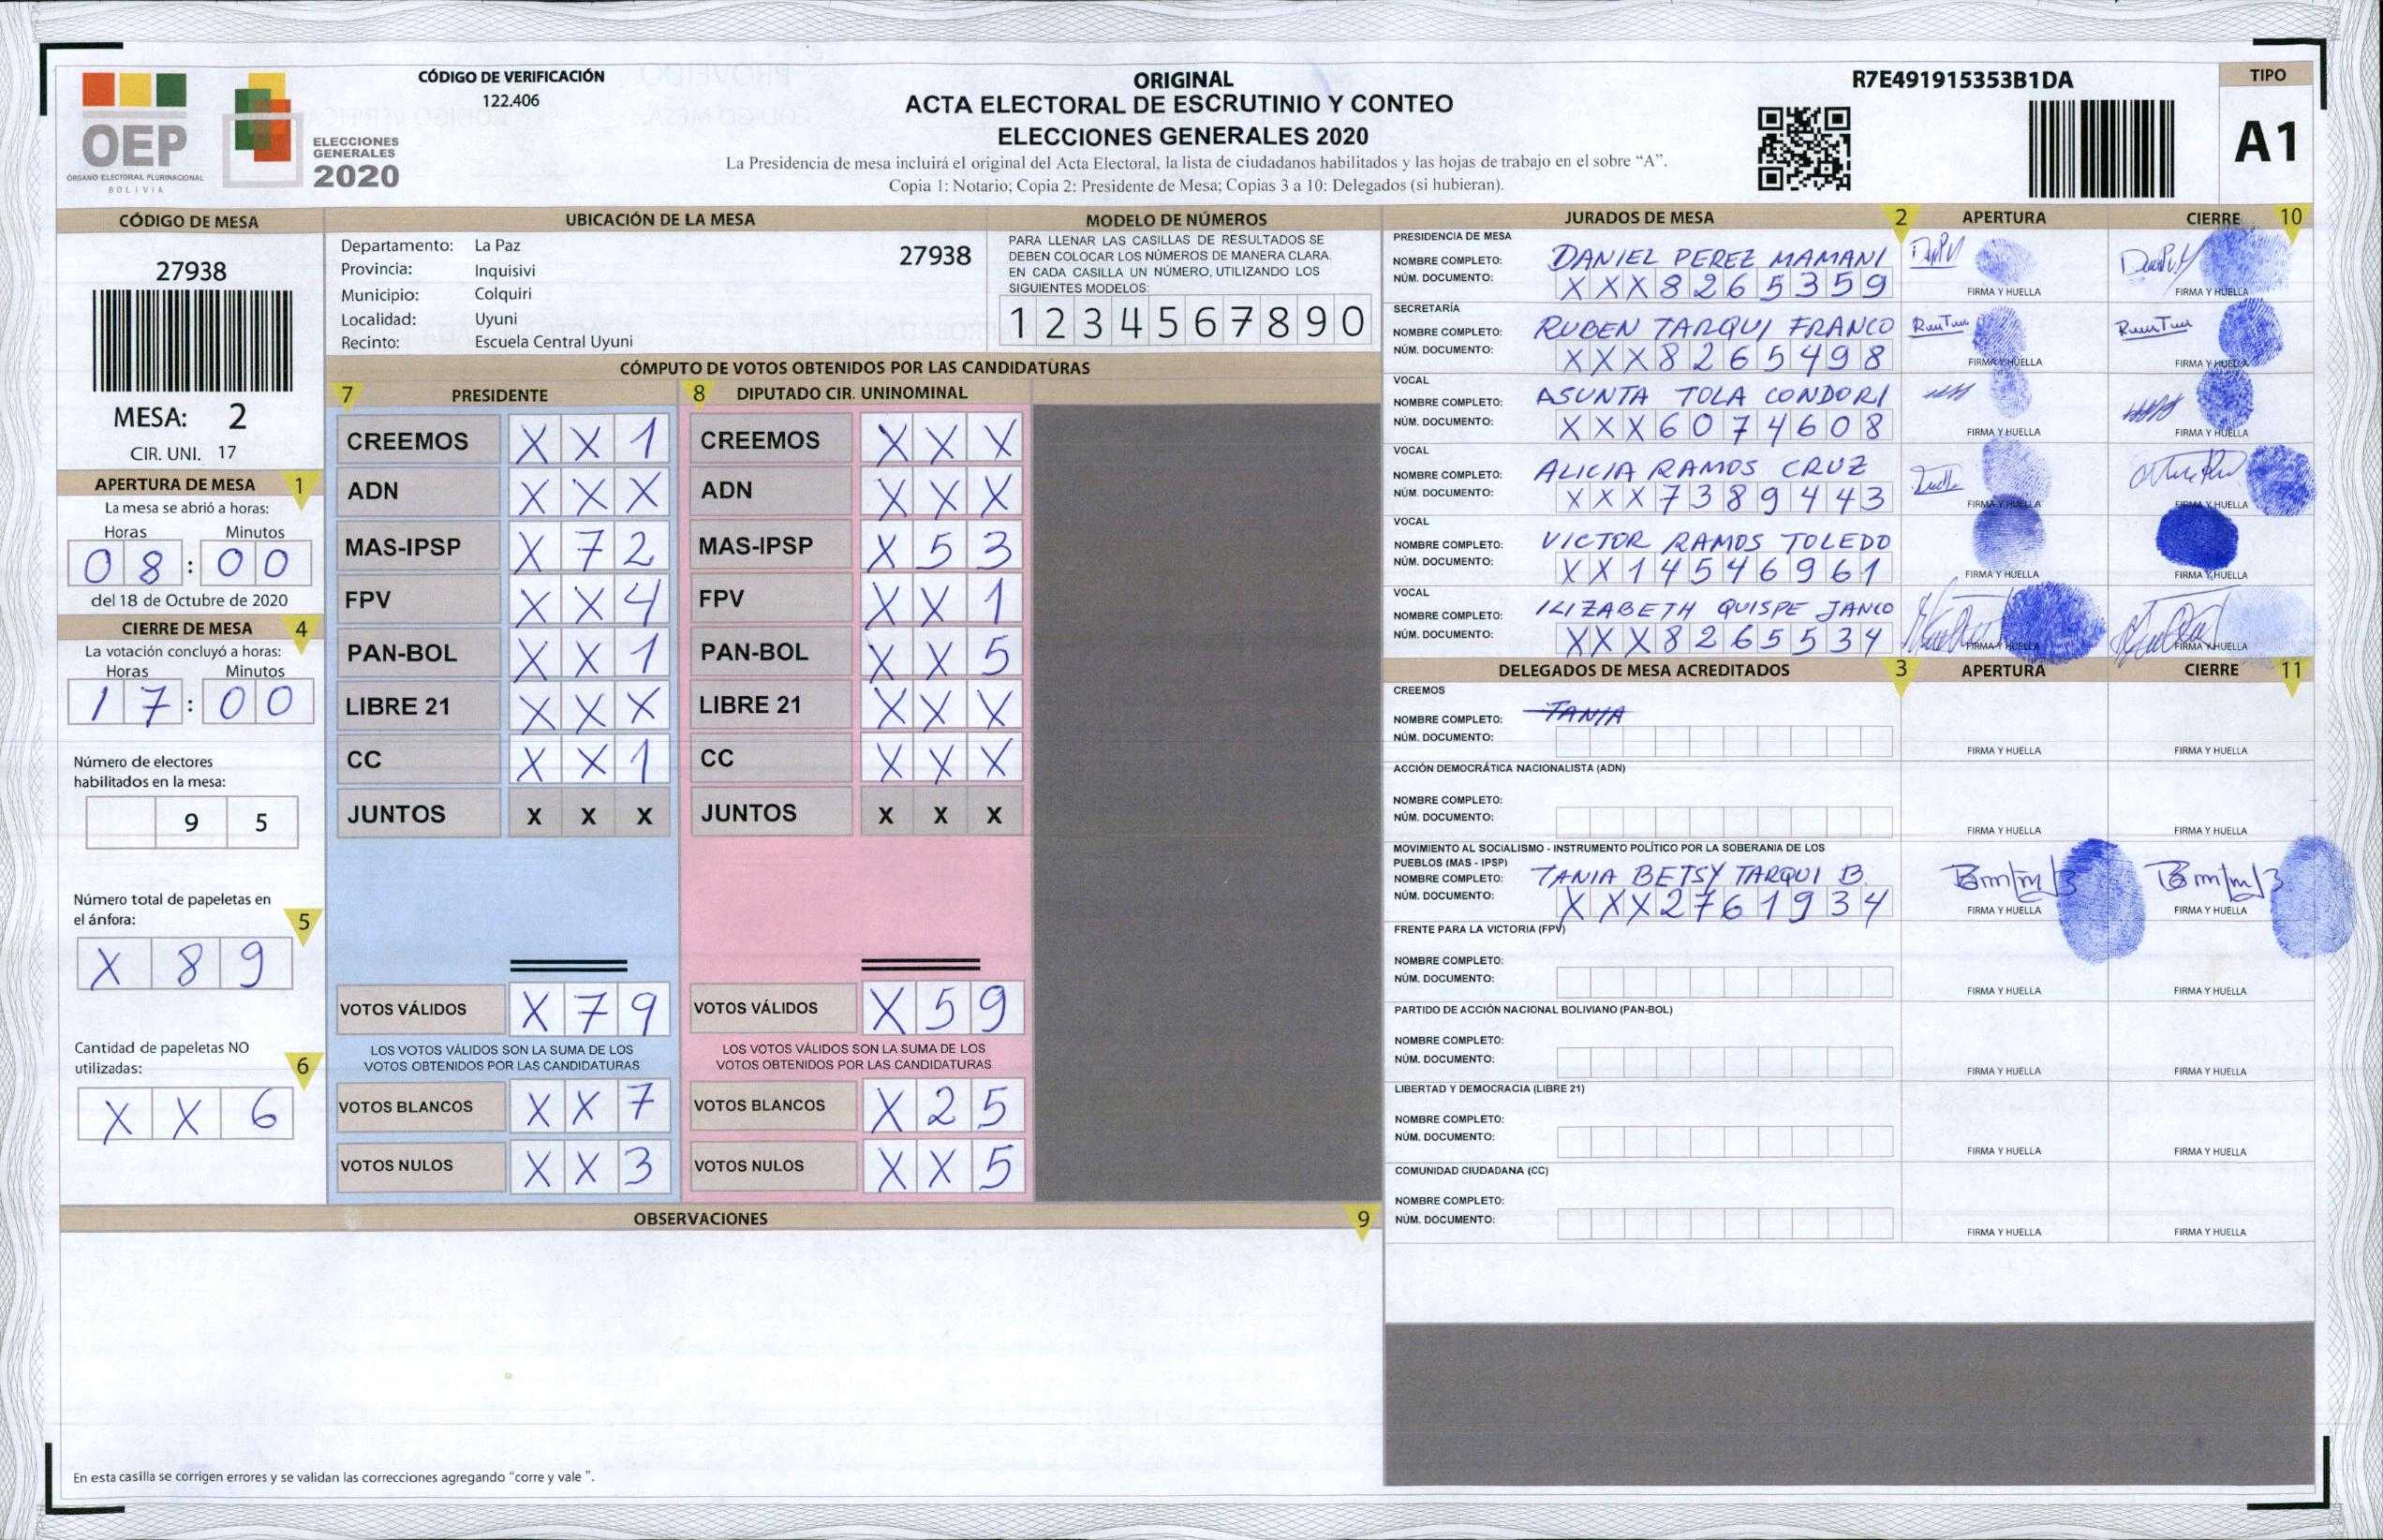 CÓDIGO DE VERIFICACIÓN
122.406
OEP
ÓRGANO ELECTORAL PLURINACIONAL
BOLIVIA
ELECCIONES
GENERALES
2020
ORIGINAL
ACTA ELECTORAL DE ESCRUTINIO Y CONTEO
ELECCIONES GENERALES 2020
La Presidencia de mesa incluirá el original del Acta Electoral, la lista de ciudadanos habilitados y las hojas de trabajo en el sobre “A”.
Copia 1: Notario; Copia 2: Presidente de Mesa; Copias 3 a 10: Delegados (si hubieran).
R7E491915353B1DA
TIPO
A1
CÓDIGO DE MESA
27938
MESA: 2
CIR. UNI. 17
APERTURA DE MESA 1
La mesa se abrió a horas:
Horas Minutos
08:00
del 18 de Octubre de 2020
CIERRE DE MESA 4
La votación concluyó a horas:
Horas Minutos
17:00
Número de electores
habilitados en la mesa:
9 5
Número total de papeletas en
el ánfora: 5
X 8 9
Cantidad de papeletas NO
utilizadas: 6
X X 6
UBICACIÓN DE LA MESA
Departamento: La Paz 27938
Provincia: Inquisivi
Municipio: Colquiri
Localidad: Uyuni
Recinto: Escuela Central Uyuni
MODELO DE NÚMEROS
PARA LLENAR LAS CASILLAS DE RESULTADOS SE
DEBEN COLOCAR LOS NÚMEROS DE MANERA CLARA.
EN CADA CASILLA UN NÚMERO, UTILIZANDO LOS
SIGUIENTES MODELOS:
1 2 3 4 5 6 7 8 9 0
CÓMPUTO DE VOTOS OBTENIDOS POR LAS CANDIDATURAS
7 PRESIDENTE
CREEMOS X X 1
ADN X X X
MAS-IPSP X 7 2
FPV X X 4
PAN-BOL X X 1
LIBRE 21 X X X
CC X X 1
JUNTOS X X X
VOTOS VÁLIDOS X 7 9
LOS VOTOS VÁLIDOS SON LA SUMA DE LOS
VOTOS OBTENIDOS POR LAS CANDIDATURAS
VOTOS BLANCOS X X 7
VOTOS NULOS X X 3
8 DIPUTADO CIR. UNINOMINAL
CREEMOS X X X
ADN X X X
MAS-IPSP X 5 3
FPV X X 1
PAN-BOL X X 5
LIBRE 21 X X X
CC X X X
JUNTOS X X X
VOTOS VÁLIDOS X 5 9
LOS VOTOS VÁLIDOS SON LA SUMA DE LOS
VOTOS OBTENIDOS POR LAS CANDIDATURAS
VOTOS BLANCOS X 2 5
VOTOS NULOS X X 5
OBSERVACIONES 9
En esta casilla se corrigen errores y se validan las correcciones agregando “corre y vale ”.
JURADOS DE MESA 2 APERTURA CIERRE 10
PRESIDENCIA DE MESA
NOMBRE COMPLETO: DANIEL PEREZ MAMANI
NÚM. DOCUMENTO: XXX8265359
FIRMA Y HUELLA FIRMA Y HUELLA
SECRETARÍA
NOMBRE COMPLETO: RUBEN TARQUI FRANCO
NÚM. DOCUMENTO: XXX8265498
FIRMA Y HUELLA FIRMA Y HUELLA
VOCAL
NOMBRE COMPLETO: ASUNTA TOLA CONDORI
NÚM. DOCUMENTO: XXX6074608
FIRMA Y HUELLA FIRMA Y HUELLA
VOCAL
NOMBRE COMPLETO: ALICIA RAMOS CRUZ
NÚM. DOCUMENTO: XXX7389443
FIRMA Y HUELLA FIRMA Y HUELLA
VOCAL
NOMBRE COMPLETO: VICTOR RAMOS TOLEDO
NÚM. DOCUMENTO: XX14546961
FIRMA Y HUELLA FIRMA Y HUELLA
VOCAL
NOMBRE COMPLETO: ILIZABETH QUISPE JANCO
NÚM. DOCUMENTO: XXX8265534
FIRMA Y HUELLA FIRMA Y HUELLA
DELEGADOS DE MESA ACREDITADOS 3 APERTURA CIERRE 11
CREEMOS
NOMBRE COMPLETO: TANIA
NÚM. DOCUMENTO:
FIRMA Y HUELLA FIRMA Y HUELLA
ACCIÓN DEMOCRÁTICA NACIONALISTA (ADN)
NOMBRE COMPLETO:
NÚM. DOCUMENTO:
FIRMA Y HUELLA FIRMA Y HUELLA
MOVIMIENTO AL SOCIALISMO - INSTRUMENTO POLÍTICO POR LA SOBERANIA DE LOS
PUEBLOS (MAS - IPSP)
NOMBRE COMPLETO: TANIA BETSY TARQUI B.
NÚM. DOCUMENTO: XXX2761934
FIRMA Y HUELLA FIRMA Y HUELLA
FRENTE PARA LA VICTORIA (FPV)
NOMBRE COMPLETO:
NÚM. DOCUMENTO:
FIRMA Y HUELLA FIRMA Y HUELLA
PARTIDO DE ACCIÓN NACIONAL BOLIVIANO (PAN-BOL)
NOMBRE COMPLETO:
NÚM. DOCUMENTO:
FIRMA Y HUELLA FIRMA Y HUELLA
LIBERTAD Y DEMOCRACIA (LIBRE 21)
NOMBRE COMPLETO:
NÚM. DOCUMENTO:
FIRMA Y HUELLA FIRMA Y HUELLA
COMUNIDAD CIUDADANA (CC)
NOMBRE COMPLETO:
NÚM. DOCUMENTO:
FIRMA Y HUELLA FIRMA Y HUELLA